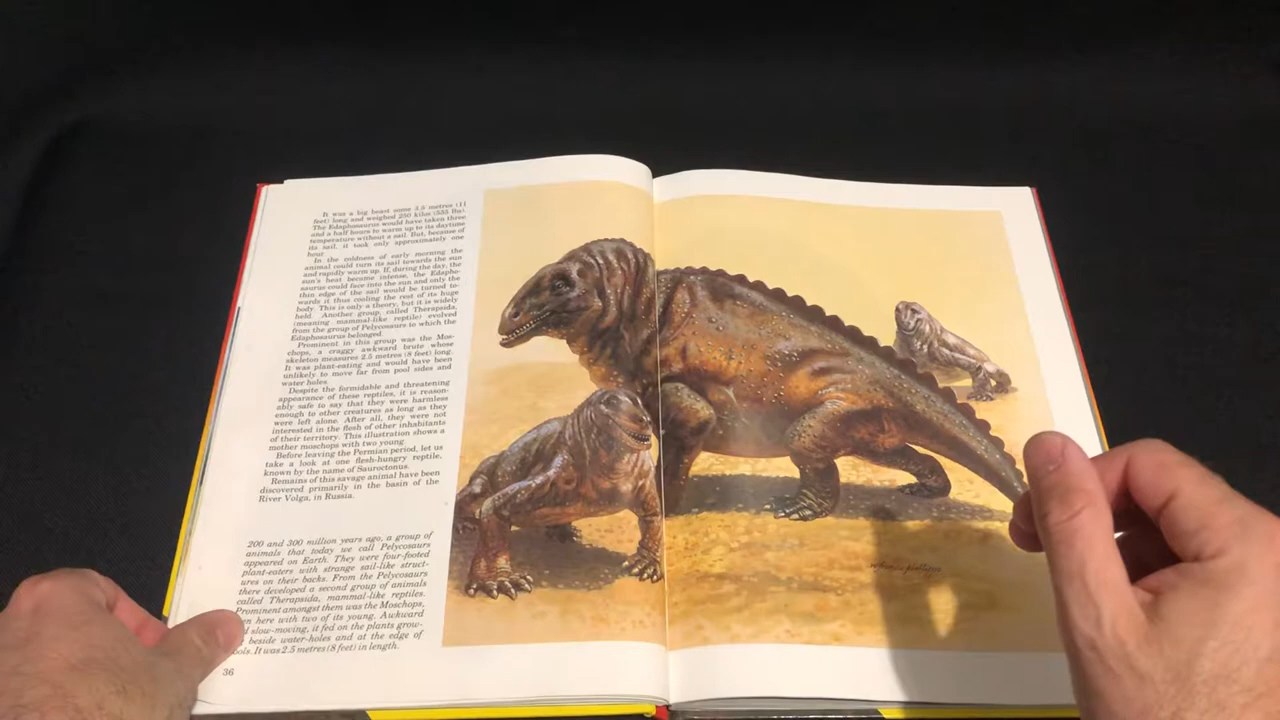 It was a big beast some 3.5 metres (11
feet) long and weighed 250 kilos (555 lbs).
The Edaphosaurus would have taken three
and a half hours to warm up to its daytime
temperature without a sail. But, because of
its sail, it took only approximately one
hour.
In the coldness of early morning the
animal could turn its sail towards the sun
and rapidly warm up. If, during the day, the
sun's heat became intense, the Edapho-
saurus could face into the sun and only the
thin edge of the sail would be turned to-
wards it thus cooling the rest of its huge
body. This is only a theory, but it is widely
held. Another group, called Therapsida,
(meaning mammal-like reptile) evolved
from the group of Pelycosaurs to which the
Edaphosaurus belonged.
Prominent in this group was the Mos-
chops, a craggy awkward brute whose
skeleton measures 2.5 metres (8 feet) long.
It was plant-eating and would have been
unlikely to move far from pool sides and
water holes.
Despite the formidable and threatening
appearance of these reptiles, it is reason-
ably safe to say that they were harmless
enough to other creatures as long as they
were left alone. After all, they were not
interested in the flesh of other inhabitants
of their territory. This illustration shows a
mother moschops with two young
Before leaving the Permian period, let us
take a look at one flesh-hungry reptile,
known by the name of Sauroctonus.
Remains of this savage animal have been
discovered primarily in the basin of the
River Volga, in Russia.
200 and 300 million years ago, a group of
animals that today we call Pelycosaurs
appeared on Earth. They were four-footed
plant-eaters with strange sail-like struct-
ures on their backs. From the Pelycosaurs
there developed a second group of animals
called Therapsida, mammal-like reptiles.
Prominent amongst them was the Moschops,
en here with two of its young. Awkward
d slow-moving, it fed on the plants grow-
beside water-holes and at the edge of
ools. It was 2.5 metres (8 feet) in length.
36